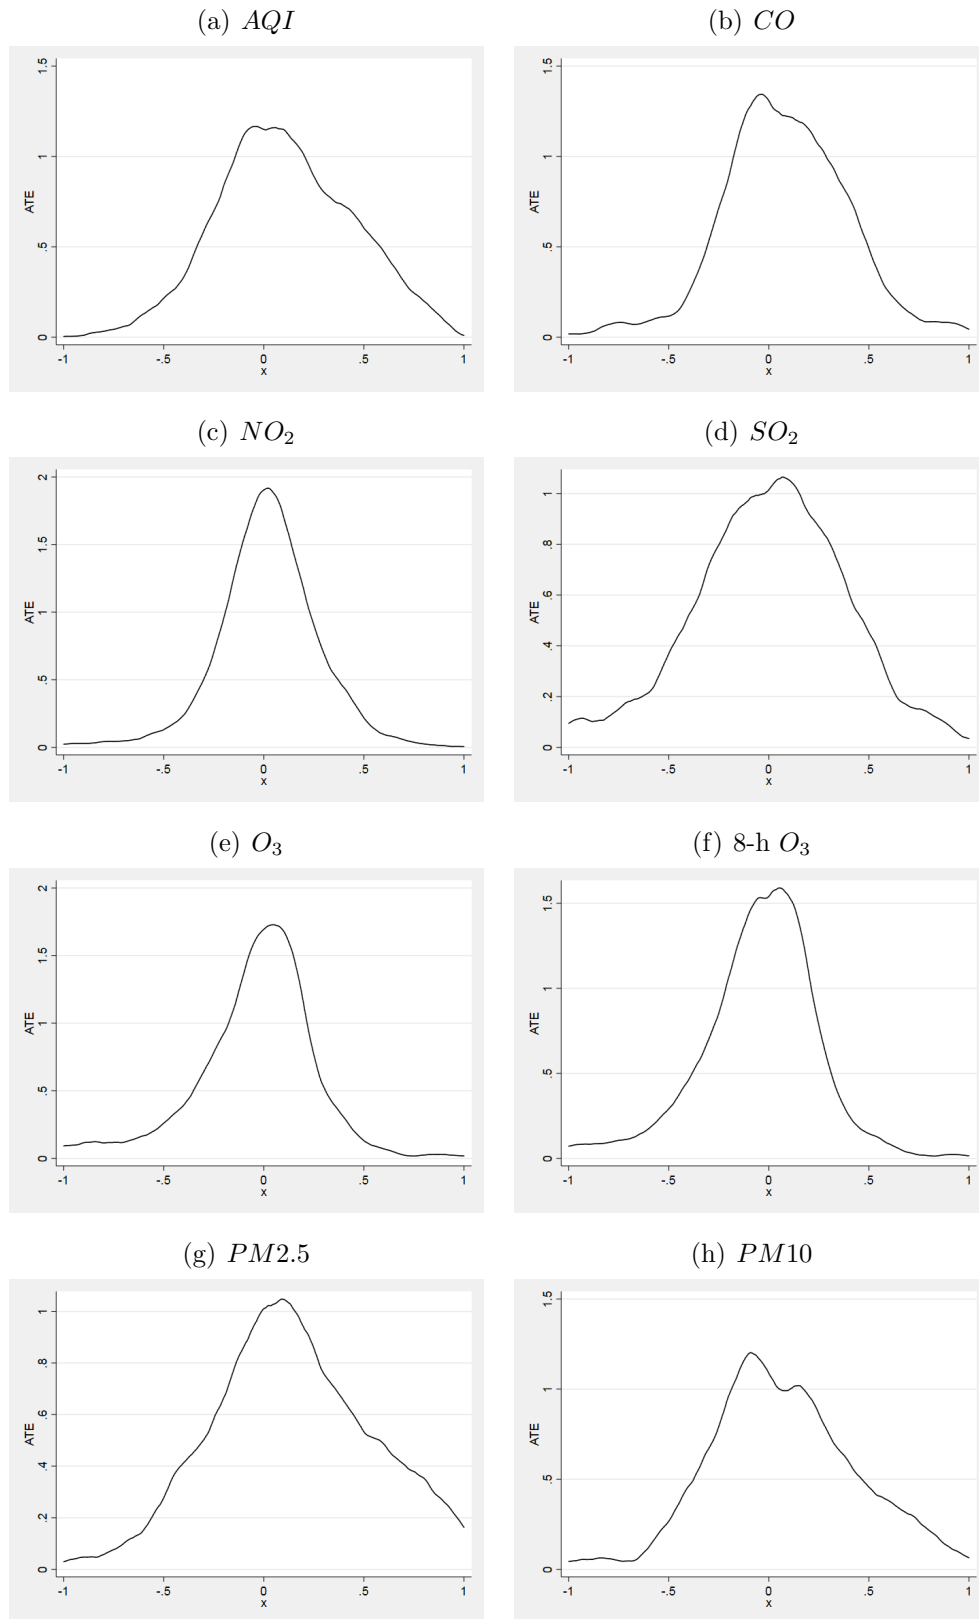 (a) AQI
1.5
1
.5
0
ATE
-1 -.5 0 .5 1
x
(b) CO
1.5
1
.5
0
ATE
-1 -.5 0 .5 1
x
(c) NO₂
2
1.5
1
.5
0
ATE
-1 -.5 0 .5 1
x
(d) SO₂
1
.8
.6
.4
.2
0
ATE
-1 -.5 0 .5 1
x
(e) O₃
2
1.5
1
.5
0
ATE
-1 -.5 0 .5 1
x
(f) 8-h O₃
1.5
1
.5
0
ATE
-1 -.5 0 .5 1
x
(g) PM2.5
1
.8
.6
.4
.2
0
ATE
-1 -.5 0 .5 1
x
(h) PM10
1.5
1
.5
0
ATE
-1 -.5 0 .5 1
x